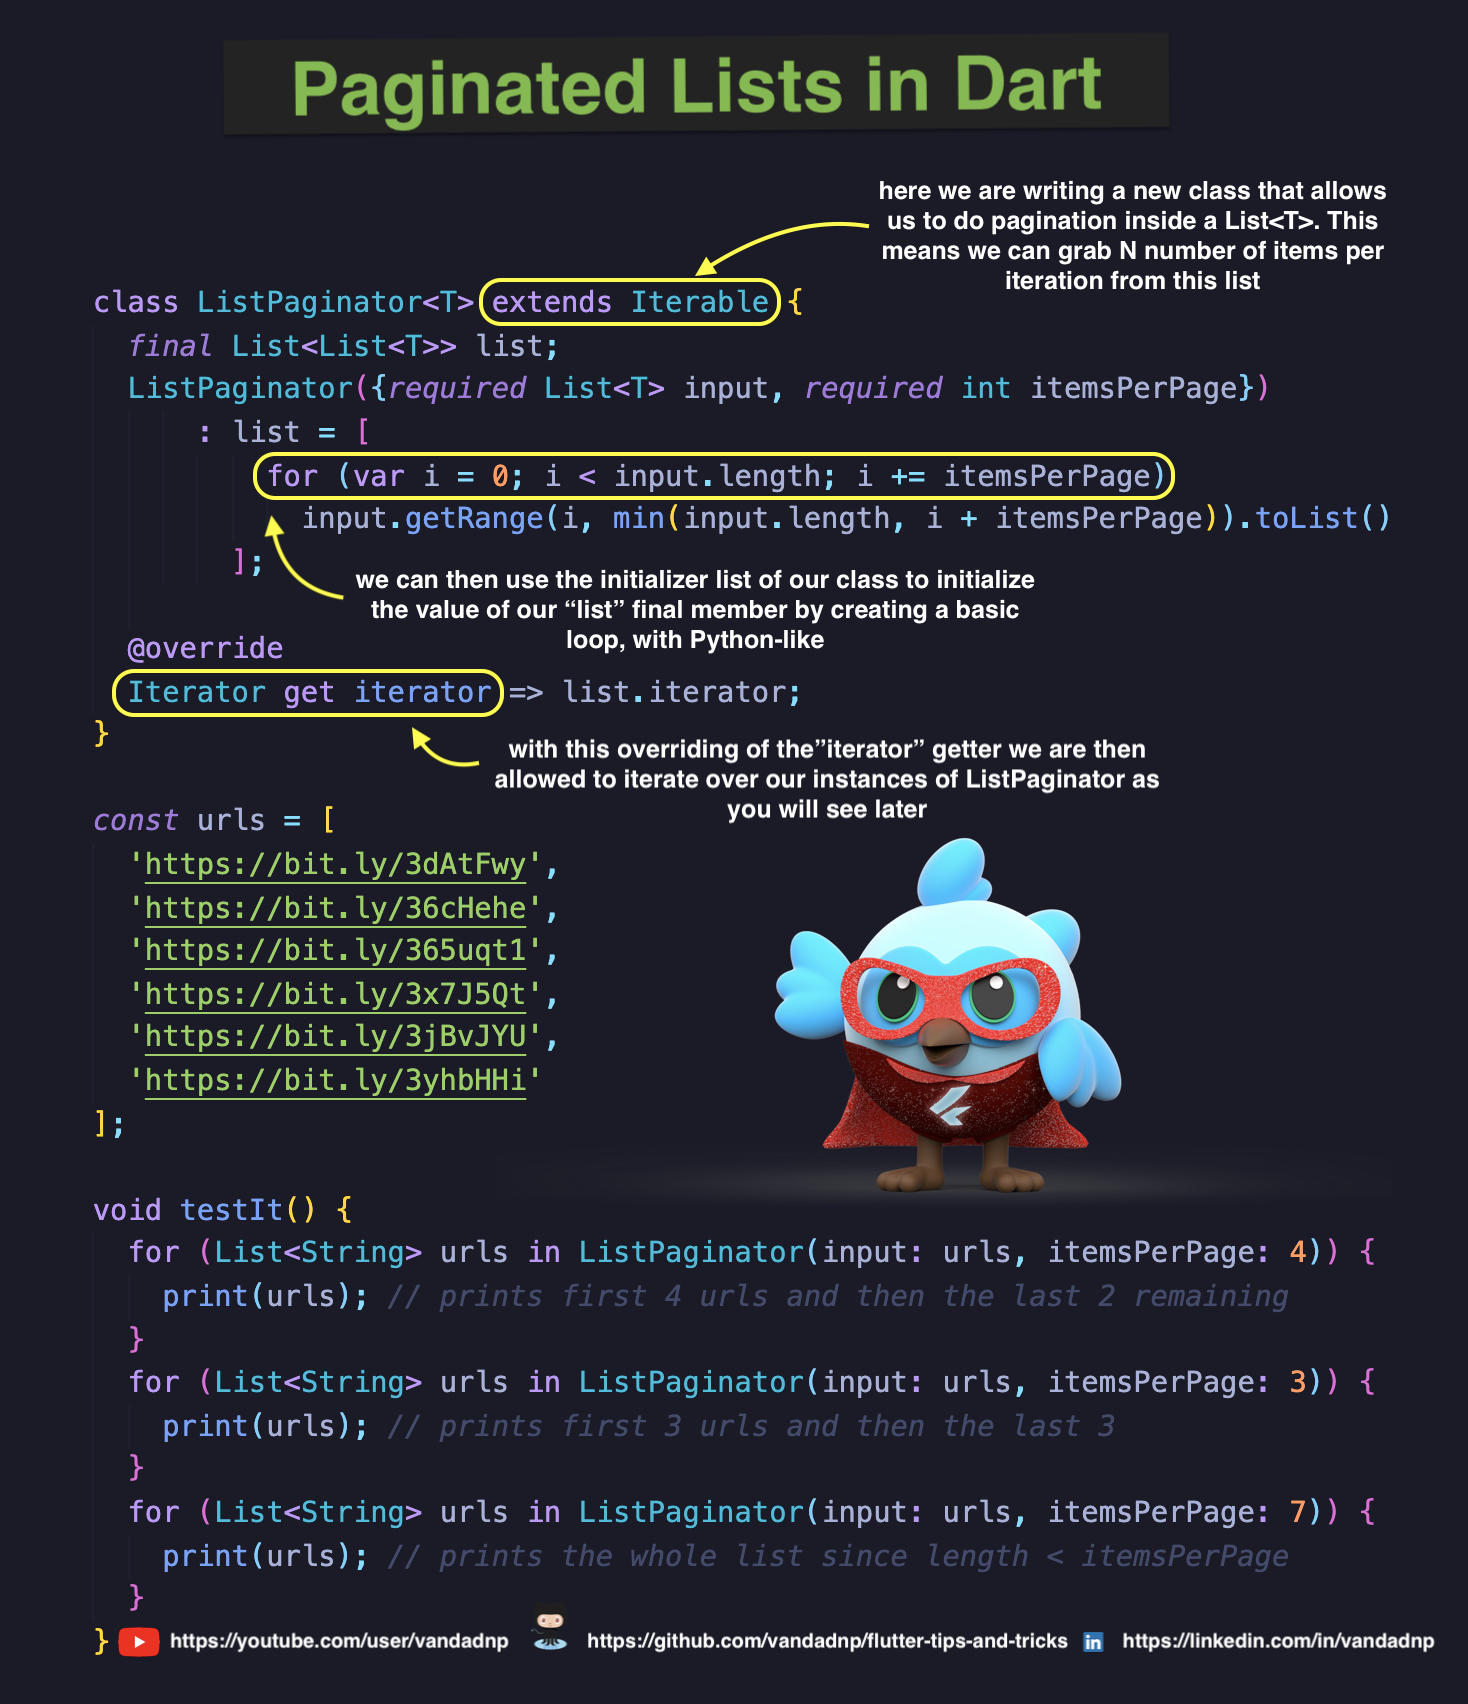 Paginated Lists in Dart
here we are writing a new class that allows
us to do pagination inside a List<T>. This
means we can grab N number of items per
iteration from this list
class ListPaginator<T> extends Iterable {
  final List<List<T>> list;
  ListPaginator({required List<T> input, required int itemsPerPage})
      : list = [
          for (var i = 0; i < input.length; i += itemsPerPage)
            input.getRange(i, min(input.length, i + itemsPerPage)).toList()
        ];
we can then use the initializer list of our class to initialize
the value of our “list” final member by creating a basic
loop, with Python-like
  @override
  Iterator get iterator => list.iterator;
}
with this overriding of the”iterator” getter we are then
allowed to iterate over our instances of ListPaginator as
you will see later
const urls = [
  'https://bit.ly/3dAtFwy',
  'https://bit.ly/36cHehe',
  'https://bit.ly/365uqt1',
  'https://bit.ly/3x7J5Qt',
  'https://bit.ly/3jBvJYU',
  'https://bit.ly/3yhbHHi'
];
void testIt() {
  for (List<String> urls in ListPaginator(input: urls, itemsPerPage: 4)) {
    print(urls); // prints first 4 urls and then the last 2 remaining
  }
  for (List<String> urls in ListPaginator(input: urls, itemsPerPage: 3)) {
    print(urls); // prints first 3 urls and then the last 3
  }
  for (List<String> urls in ListPaginator(input: urls, itemsPerPage: 7)) {
    print(urls); // prints the whole list since length < itemsPerPage
  }
}
https://youtube.com/user/vandadnp
https://github.com/vandadnp/flutter-tips-and-tricks
in
https://linkedin.com/in/vandadnp